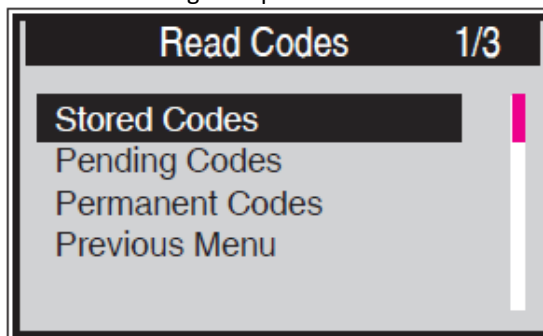 Read Codes 1/3
Stored Codes
Pending Codes
Permanent Codes
Previous Menu